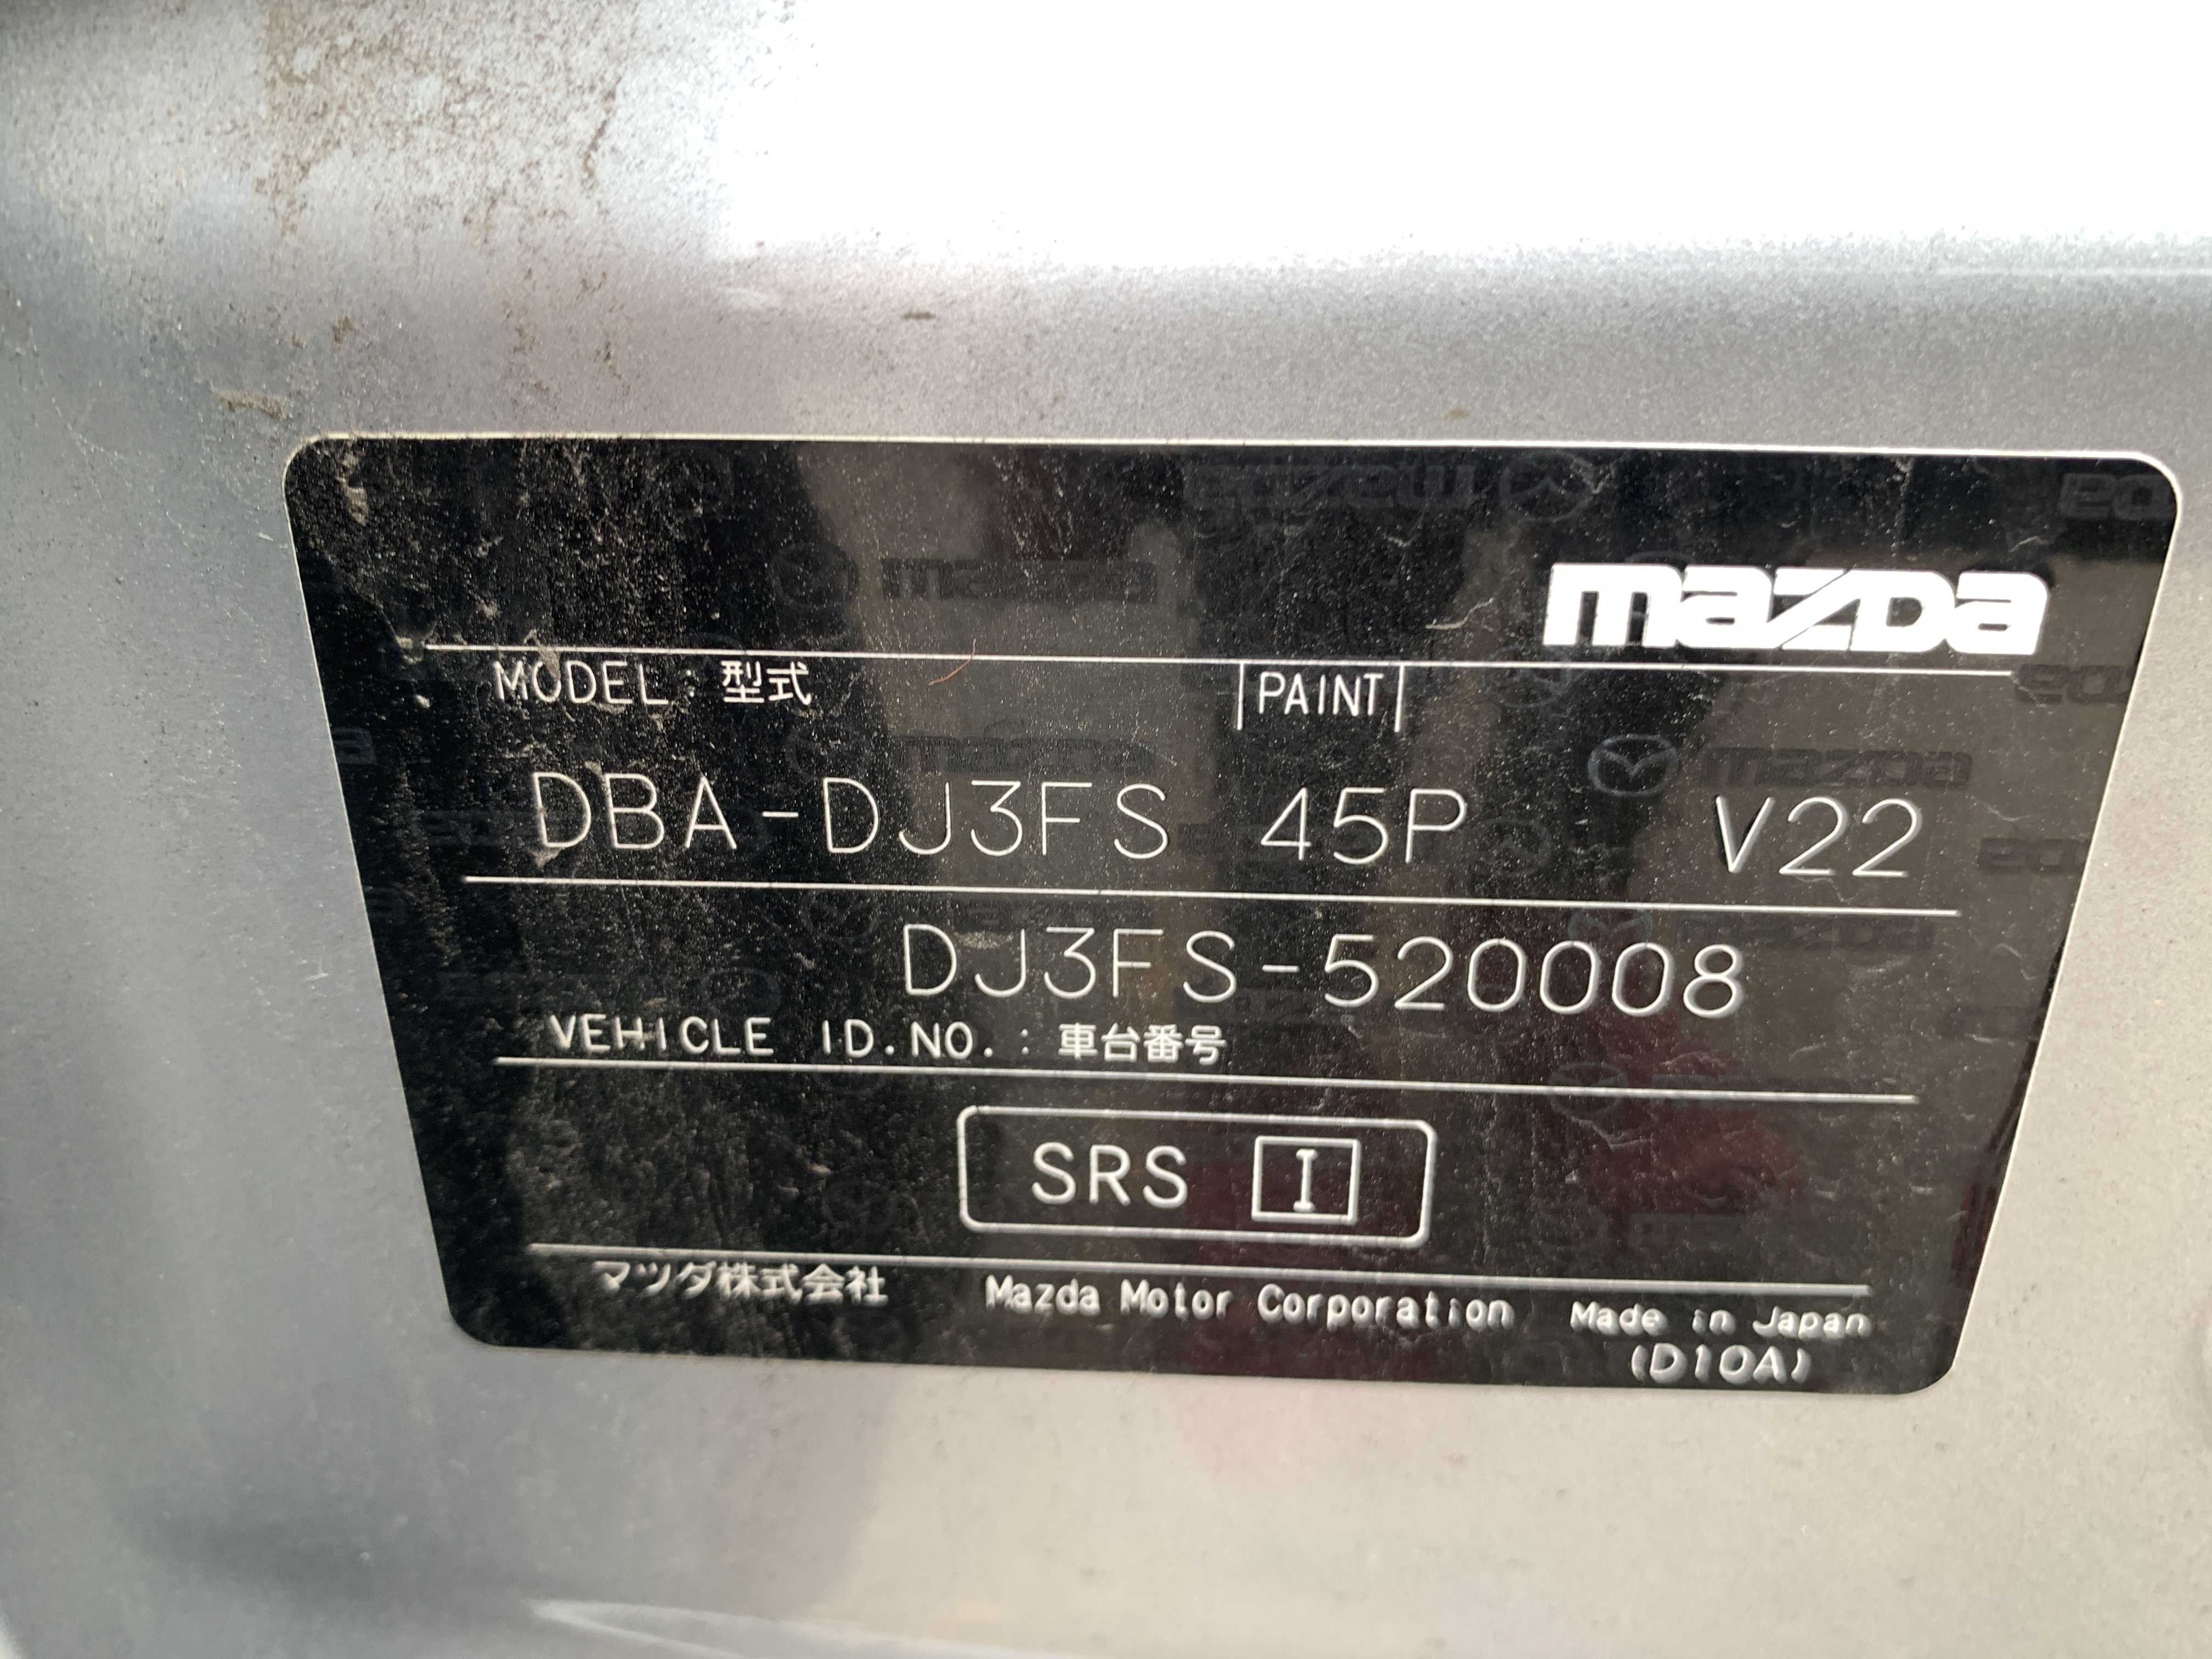 mazda
MODEL: 型式 PAINT
DBA-DJ3FS 45P V22
DJ3FS-520008
VEHICLE ID.NO.: 車台番号
SRS I
マツダ株式会社 Mazda Motor Corporation Made in Japan
(D10A)